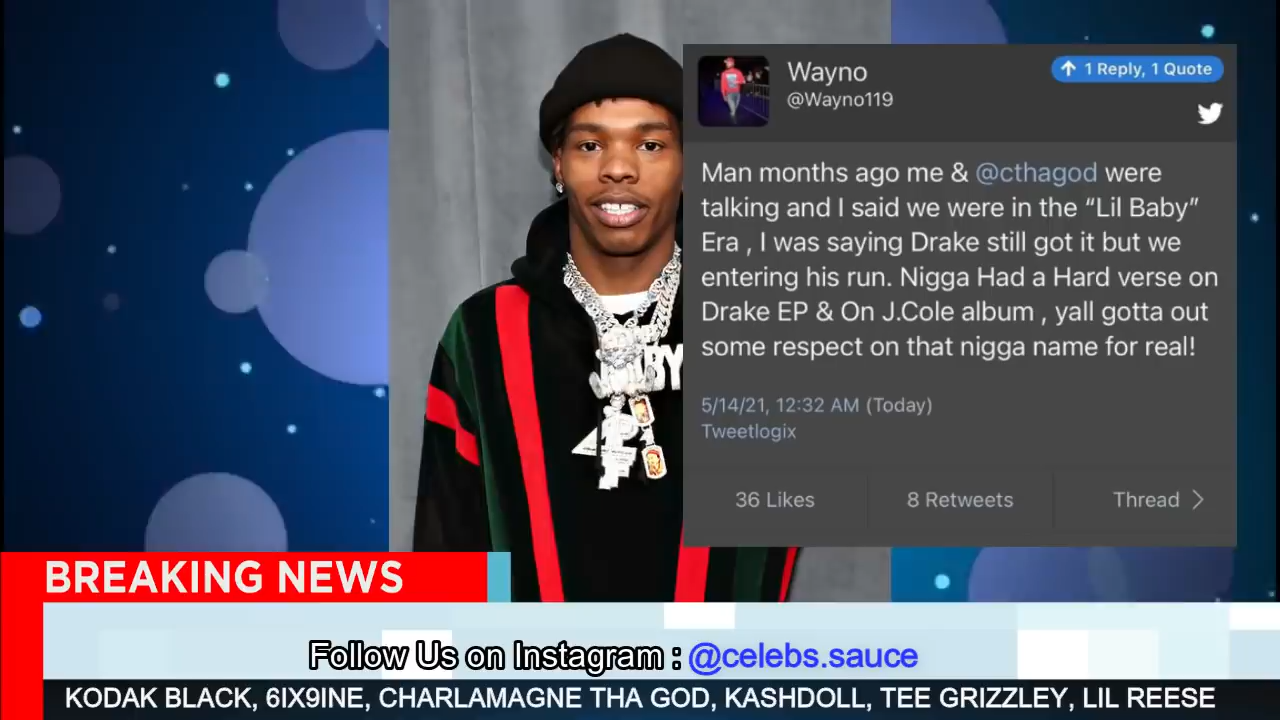 Wayno
@Wayno119
1 Reply, 1 Quote
Man months ago me & @cthagod were
talking and I said we were in the “Lil Baby”
Era , I was saying Drake still got it but we
entering his run. Nigga Had a Hard verse on
Drake EP & On J.Cole album , yall gotta out
some respect on that nigga name for real!
5/14/21, 12:32 AM (Today)
Tweetlogix
36 Likes
8 Retweets
Thread
BREAKING NEWS
Follow Us on Instagram : @celebs.sauce
KODAK BLACK, 6IX9INE, CHARLAMAGNE THA GOD, KASHDOLL, TEE GRIZZLEY, LIL REESE